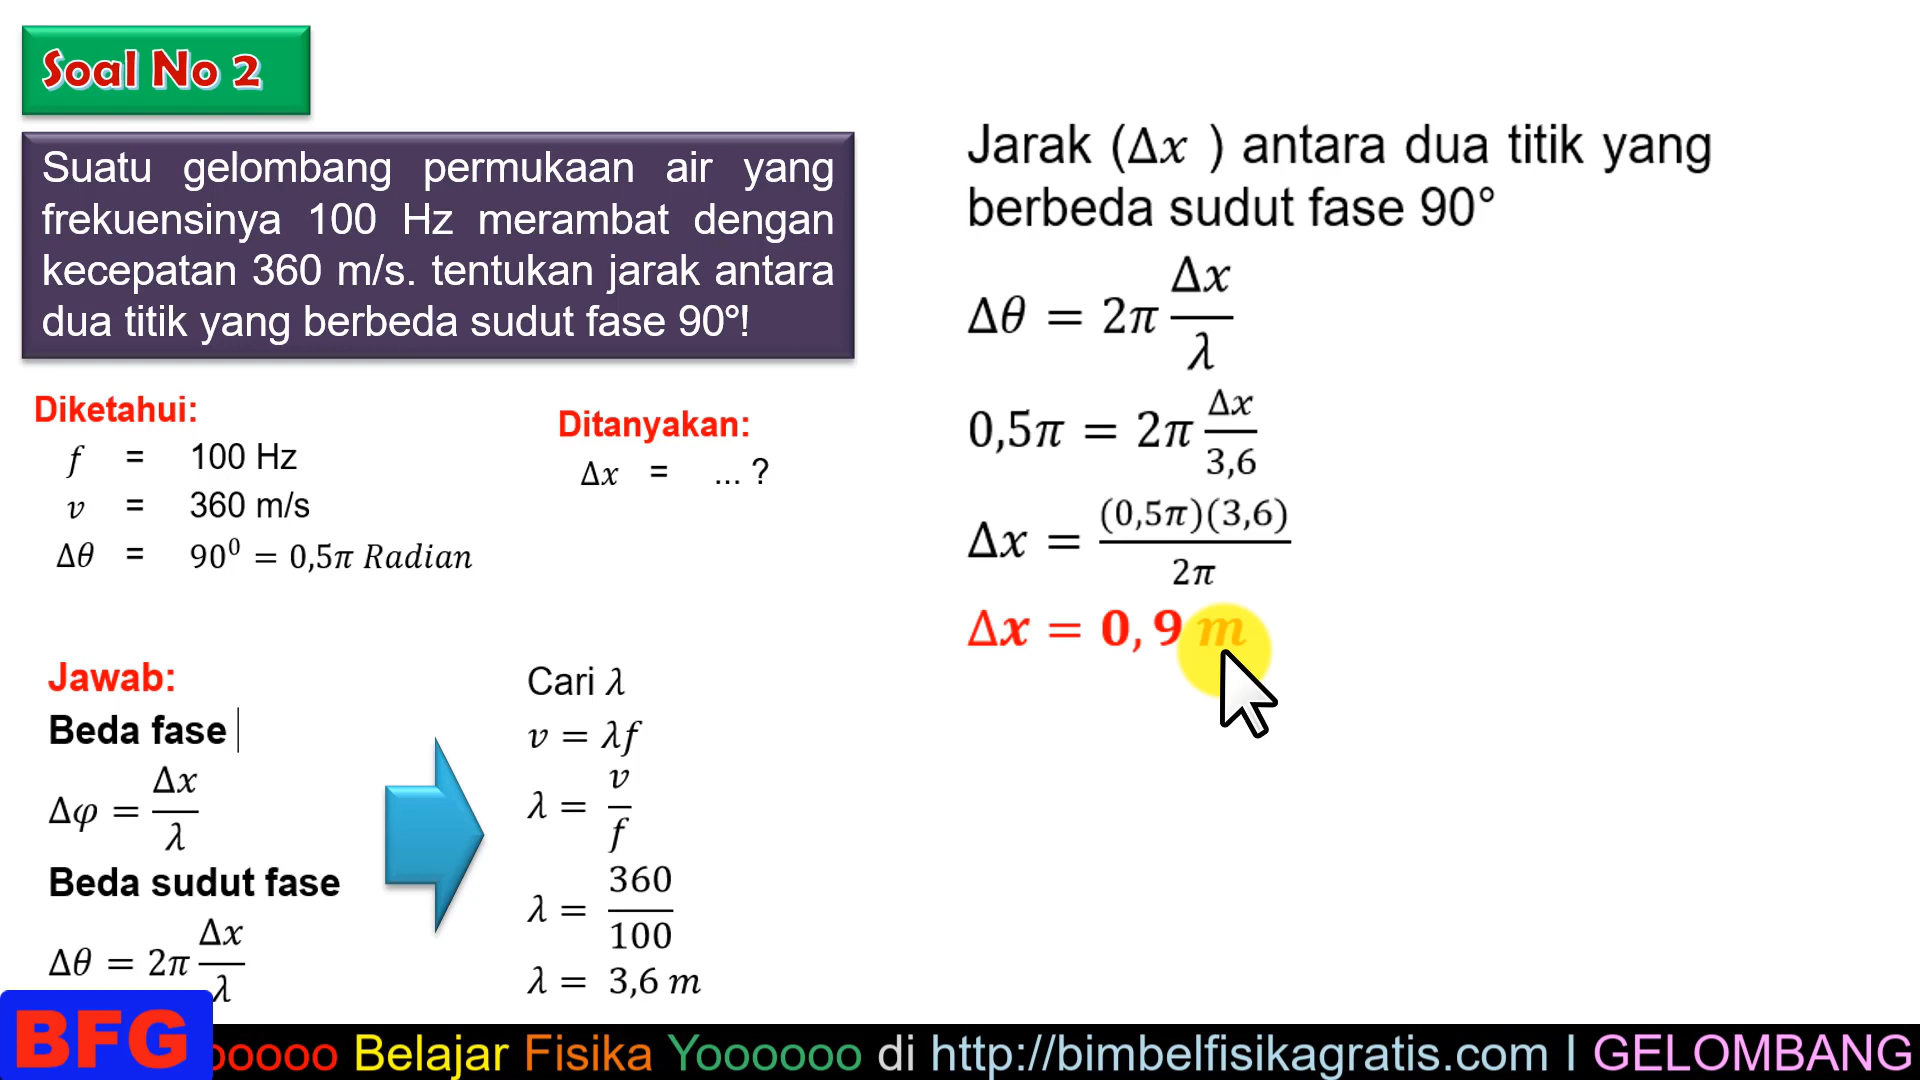 Soal No 2
Suatu gelombang permukaan air yang
frekuensinya 100 Hz merambat dengan
kecepatan 360 m/s. tentukan jarak antara
dua titik yang berbeda sudut fase 90°!
Diketahui:
f = 100 Hz
v = 360 m/s
Δθ = 90⁰ = 0,5π Radian
Ditanyakan:
Δx = ... ?
Jawab:
Beda fase
Δφ = Δx/λ
Beda sudut fase
Δθ = 2π Δx/λ
Cari λ
v = λf
λ = v/f
λ = 360/100
λ = 3,6 m
Jarak (Δx ) antara dua titik yang
berbeda sudut fase 90°
Δθ = 2π Δx/λ
0,5π = 2π Δx/3,6
Δx = (0,5π)(3,6)/2π
Δx = 0,9 m
BFG
ooooo Belajar Fisika Yoooooo di http://bimbelfisikagratis.com I GELOMBANG